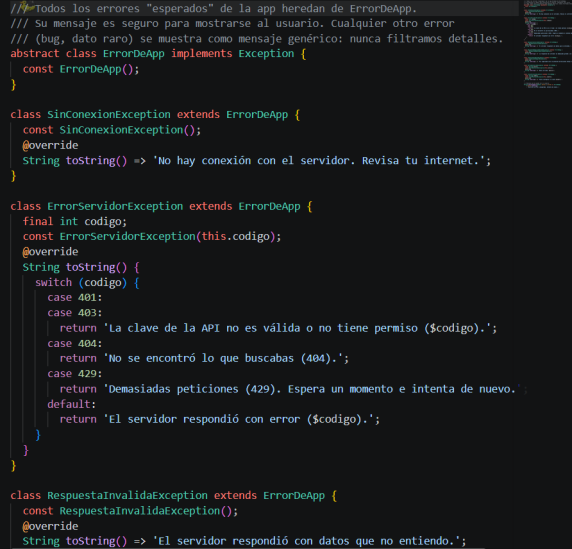 /// Todos los errores "esperados" de la app heredan de ErrorDeApp.
/// Su mensaje es seguro para mostrarse al usuario. Cualquier otro error
/// (bug, dato raro) se muestra como mensaje genérico: nunca filtramos detalles.
abstract class ErrorDeApp implements Exception {
  const ErrorDeApp();
}

class SinConexionException extends ErrorDeApp {
  const SinConexionException();
  @override
  String toString() => 'No hay conexión con el servidor. Revisa tu internet.';
}

class ErrorServidorException extends ErrorDeApp {
  final int codigo;
  const ErrorServidorException(this.codigo);
  @override
  String toString() {
    switch (codigo) {
      case 401:
      case 403:
        return 'La clave de la API no es válida o no tiene permiso ($codigo).';
      case 404:
        return 'No se encontró lo que buscabas (404).';
      case 429:
        return 'Demasiadas peticiones (429). Espera un momento e intenta de nuevo.';
      default:
        return 'El servidor respondió con error ($codigo).';
    }
  }
}

class RespuestaInvalidaException extends ErrorDeApp {
  const RespuestaInvalidaException();
  @override
  String toString() => 'El servidor respondió con datos que no entiendo.';